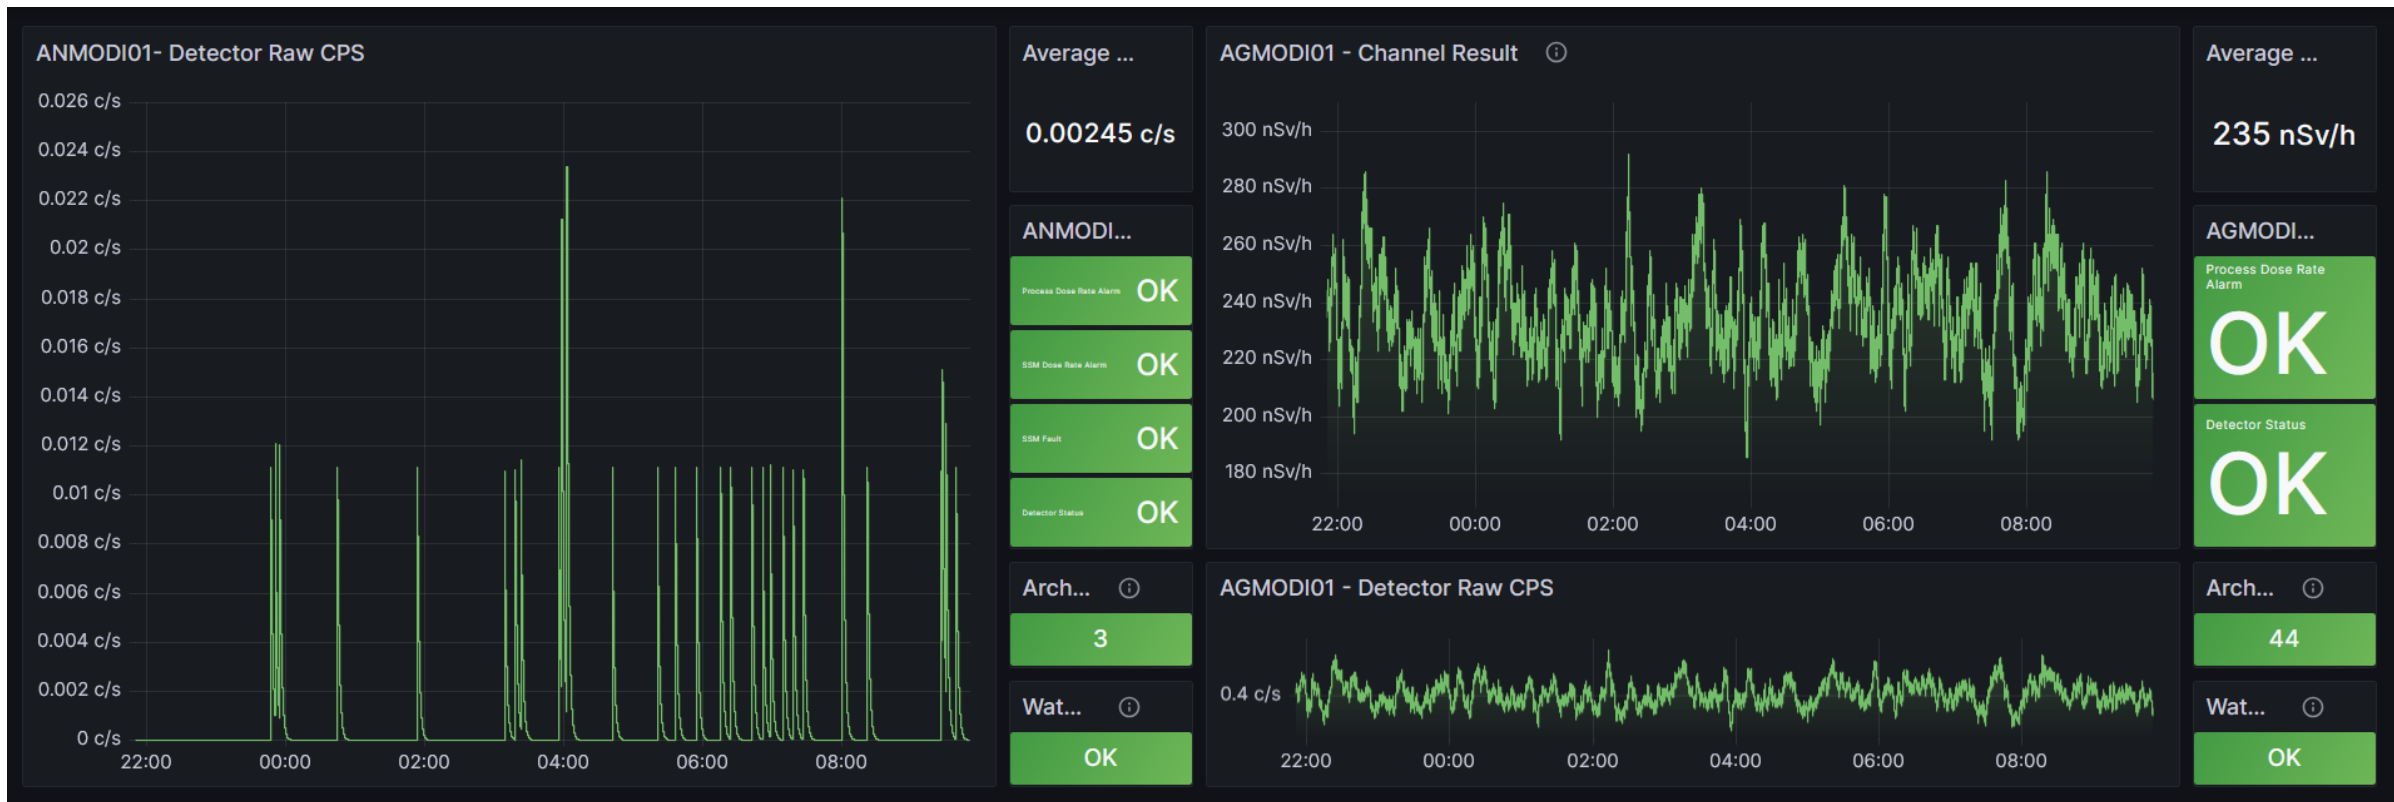 ANMODI01- Detector Raw CPS
0.026 c/s
0.024 c/s
0.022 c/s
0.02 c/s
0.018 c/s
0.016 c/s
0.014 c/s
0.012 c/s
0.01 c/s
0.008 c/s
0.006 c/s
0.004 c/s
0.002 c/s
0 c/s
22:00 00:00 02:00 04:00 06:00 08:00
Average ...
0.00245 c/s
ANMODI...
Process Dose Rate Alarm OK
SSM Dose Rate Alarm OK
SSM Fault OK
Detector Status OK
Arch...
3
Wat...
OK
AGMODI01 - Channel Result
300 nSv/h
280 nSv/h
260 nSv/h
240 nSv/h
220 nSv/h
200 nSv/h
180 nSv/h
22:00 00:00 02:00 04:00 06:00 08:00
AGMODI01 - Detector Raw CPS
0.4 c/s
22:00 00:00 02:00 04:00 06:00 08:00
Average ...
235 nSv/h
AGMODI...
Process Dose Rate
Alarm
OK
Detector Status
OK
Arch...
44
Wat...
OK